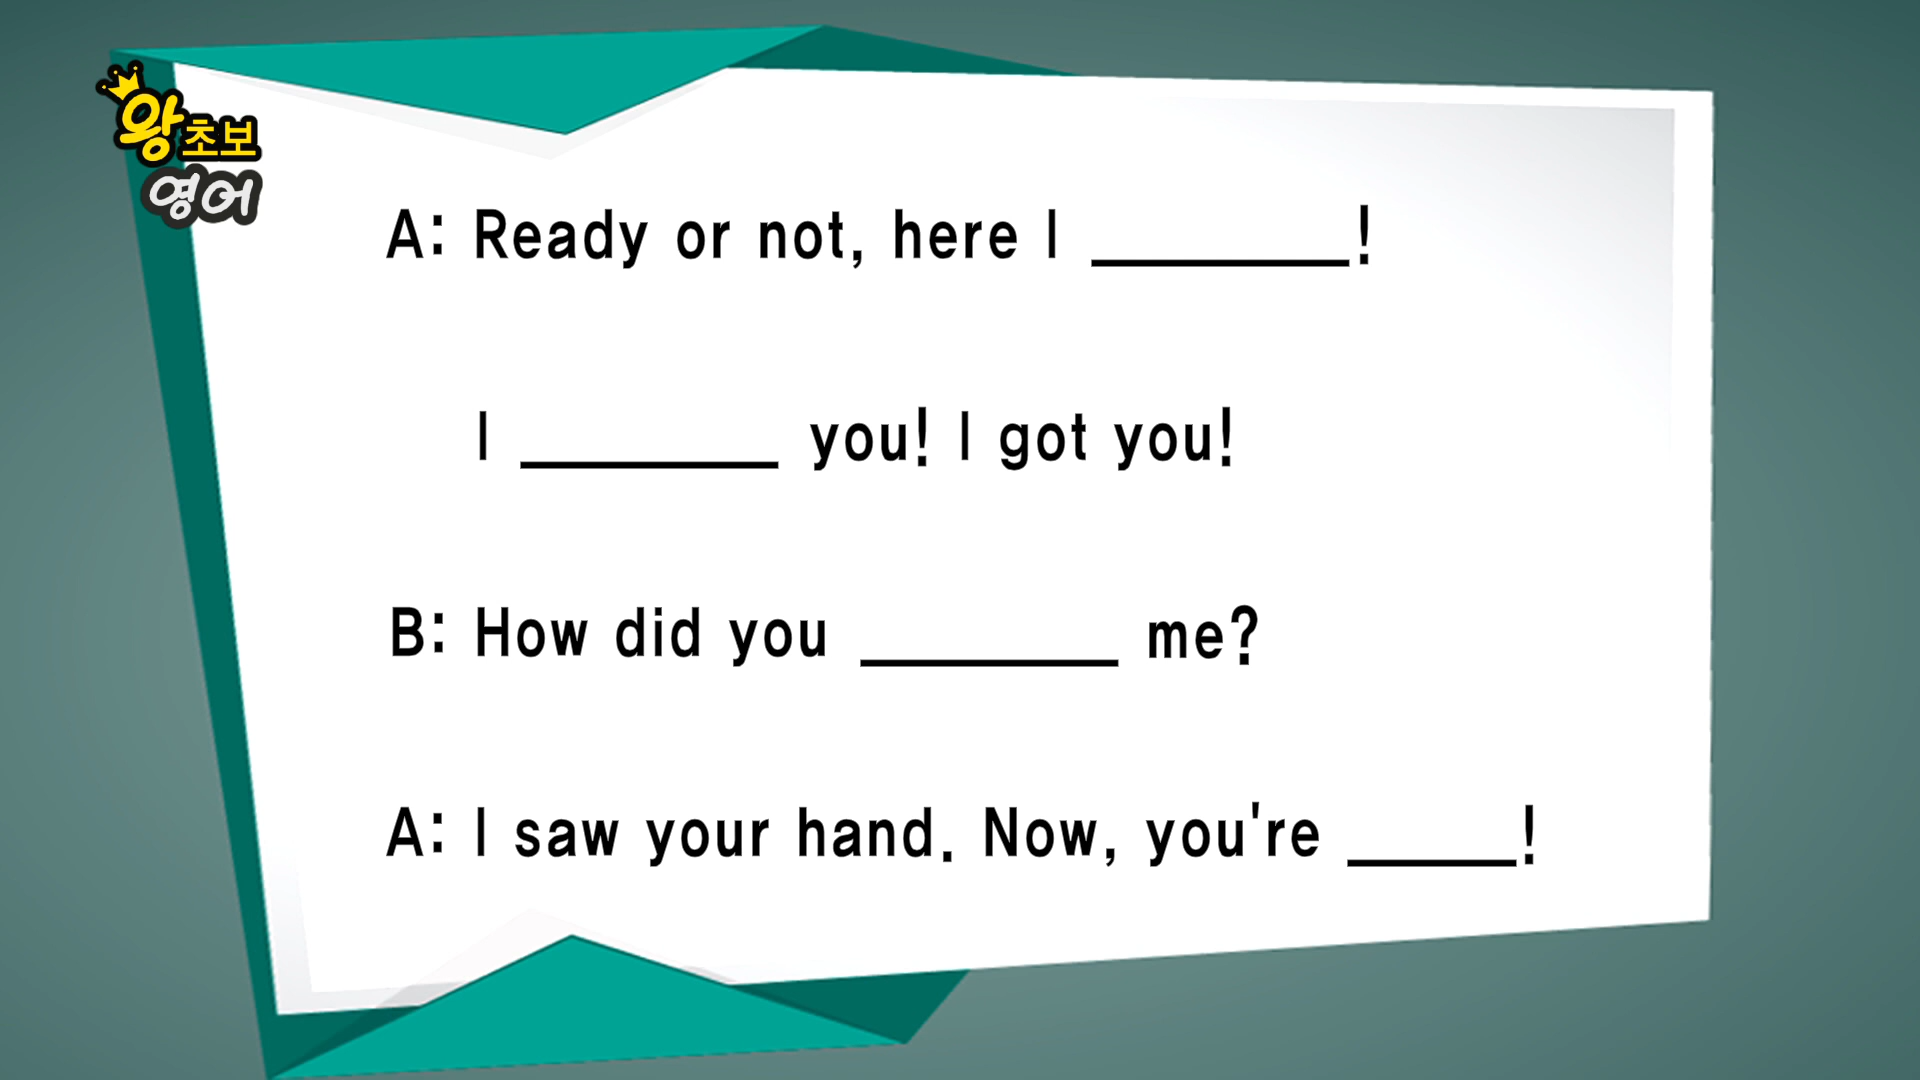 왕초보
영어
A: Ready or not, here I ________!
I ________ you! I got you!
B: How did you ________ me?
A: I saw your hand. Now, you're _____!